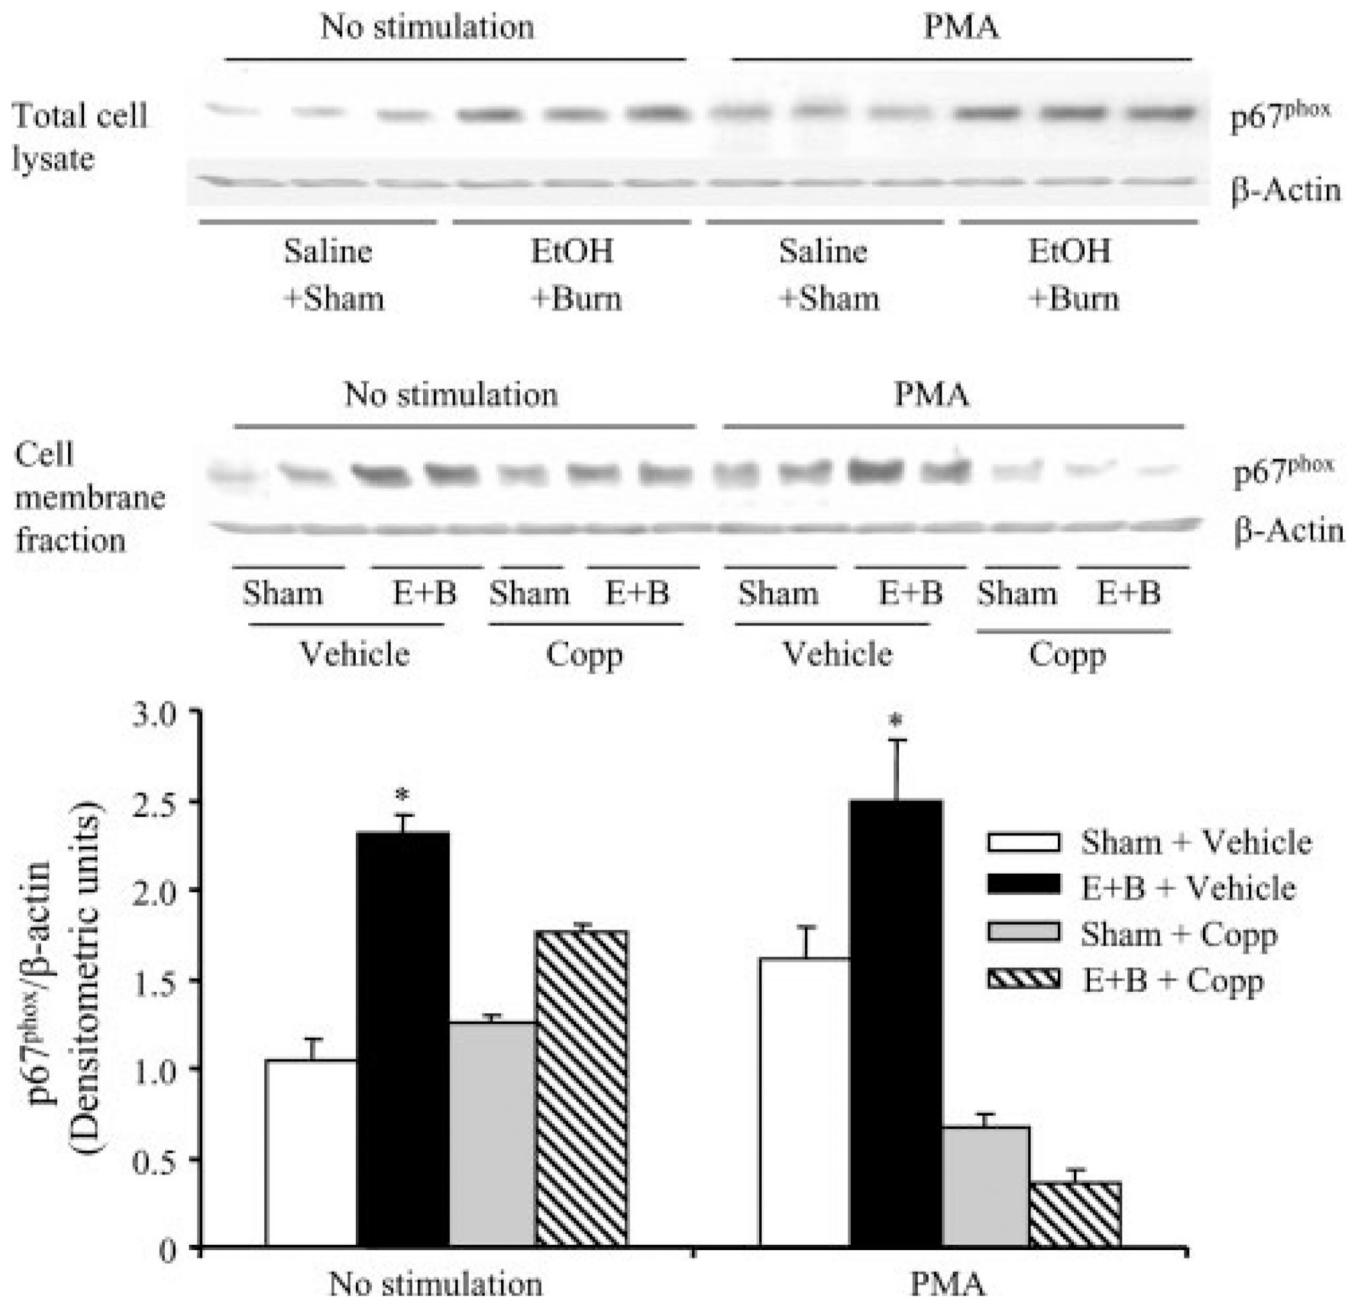 No stimulation PMA
Total cell
lysate
p67phox
β-Actin
Saline
+Sham
EtOH
+Burn
Saline
+Sham
EtOH
+Burn
No stimulation PMA
Cell
membrane
fraction
p67phox
β-Actin
Sham E+B Sham E+B Sham E+B Sham E+B
Vehicle Copp Vehicle Copp
p67phox/β-actin
(Densitometric units)
3.0
2.5
2.0
1.5
1.0
0.5
0
*
*
Sham + Vehicle
E+B + Vehicle
Sham + Copp
E+B + Copp
No stimulation PMA